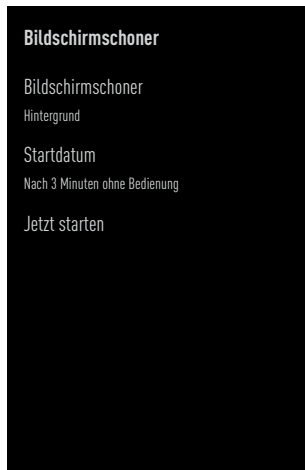 Bildschirmschoner
Bildschirmschoner
Hintergrund
Startdatum
Nach 3 Minuten ohne Bedienung
Jetzt starten